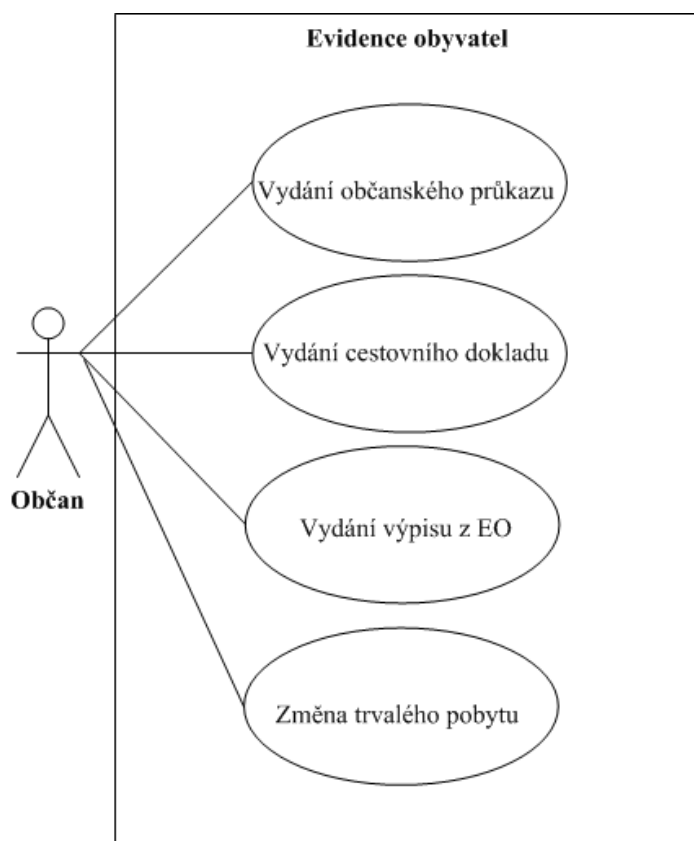 Evidence obyvatel
Vydání občanského průkazu
Vydání cestovního dokladu
Občan
Vydání výpisu z EO
Změna trvalého pobytu